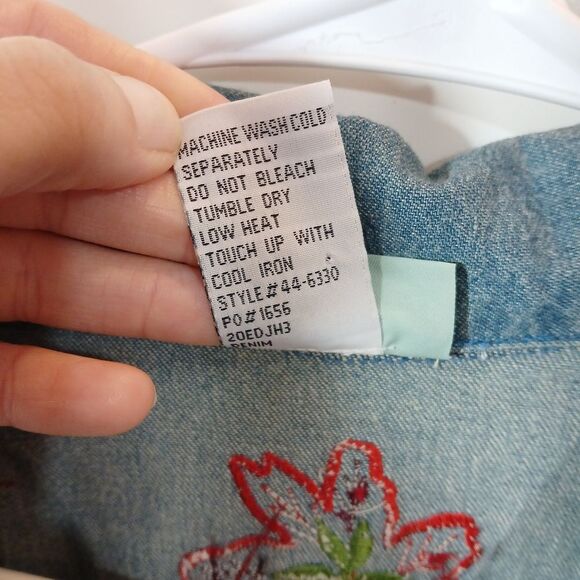 MACHINE WASH COLD
SEPARATELY
DO NOT BLEACH
TUMBLE DRY
LOW HEAT
TOUCH UP WITH
COOL IRON
STYLE# 44-6330
PO# 1656
20EDJH3
DENIM